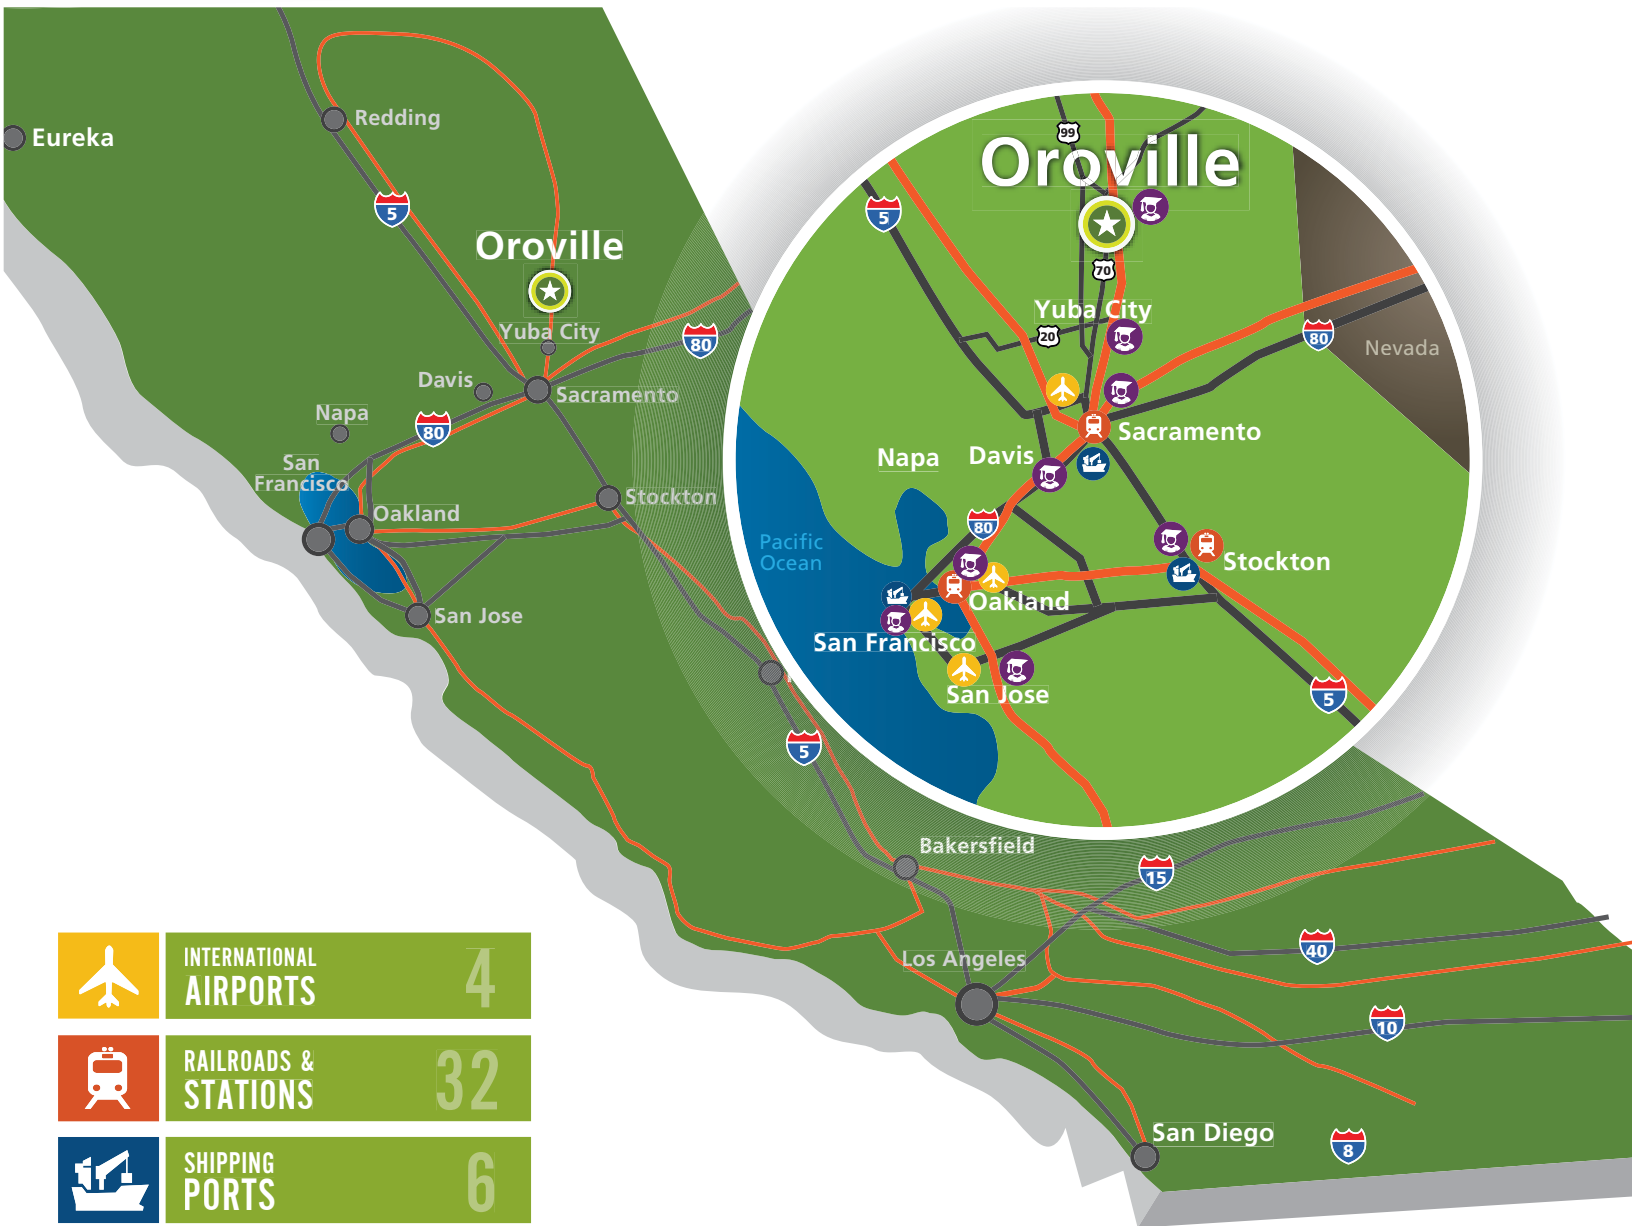 Eureka
Redding
5
Oroville
Yuba City
80
Davis
Sacramento
Napa
80
San
Francisco
Oakland
Stockton
San Jose
5
Bakersfield
15
Los Angeles
40
10
San Diego
8
99
Oroville
5
70
Yuba City
20
80
Nevada
Sacramento
Napa
Davis
80
Pacific
Ocean
Stockton
Oakland
San Francisco
San Jose
5
INTERNATIONAL
AIRPORTS
4
RAILROADS &
STATIONS
32
SHIPPING
PORTS
6